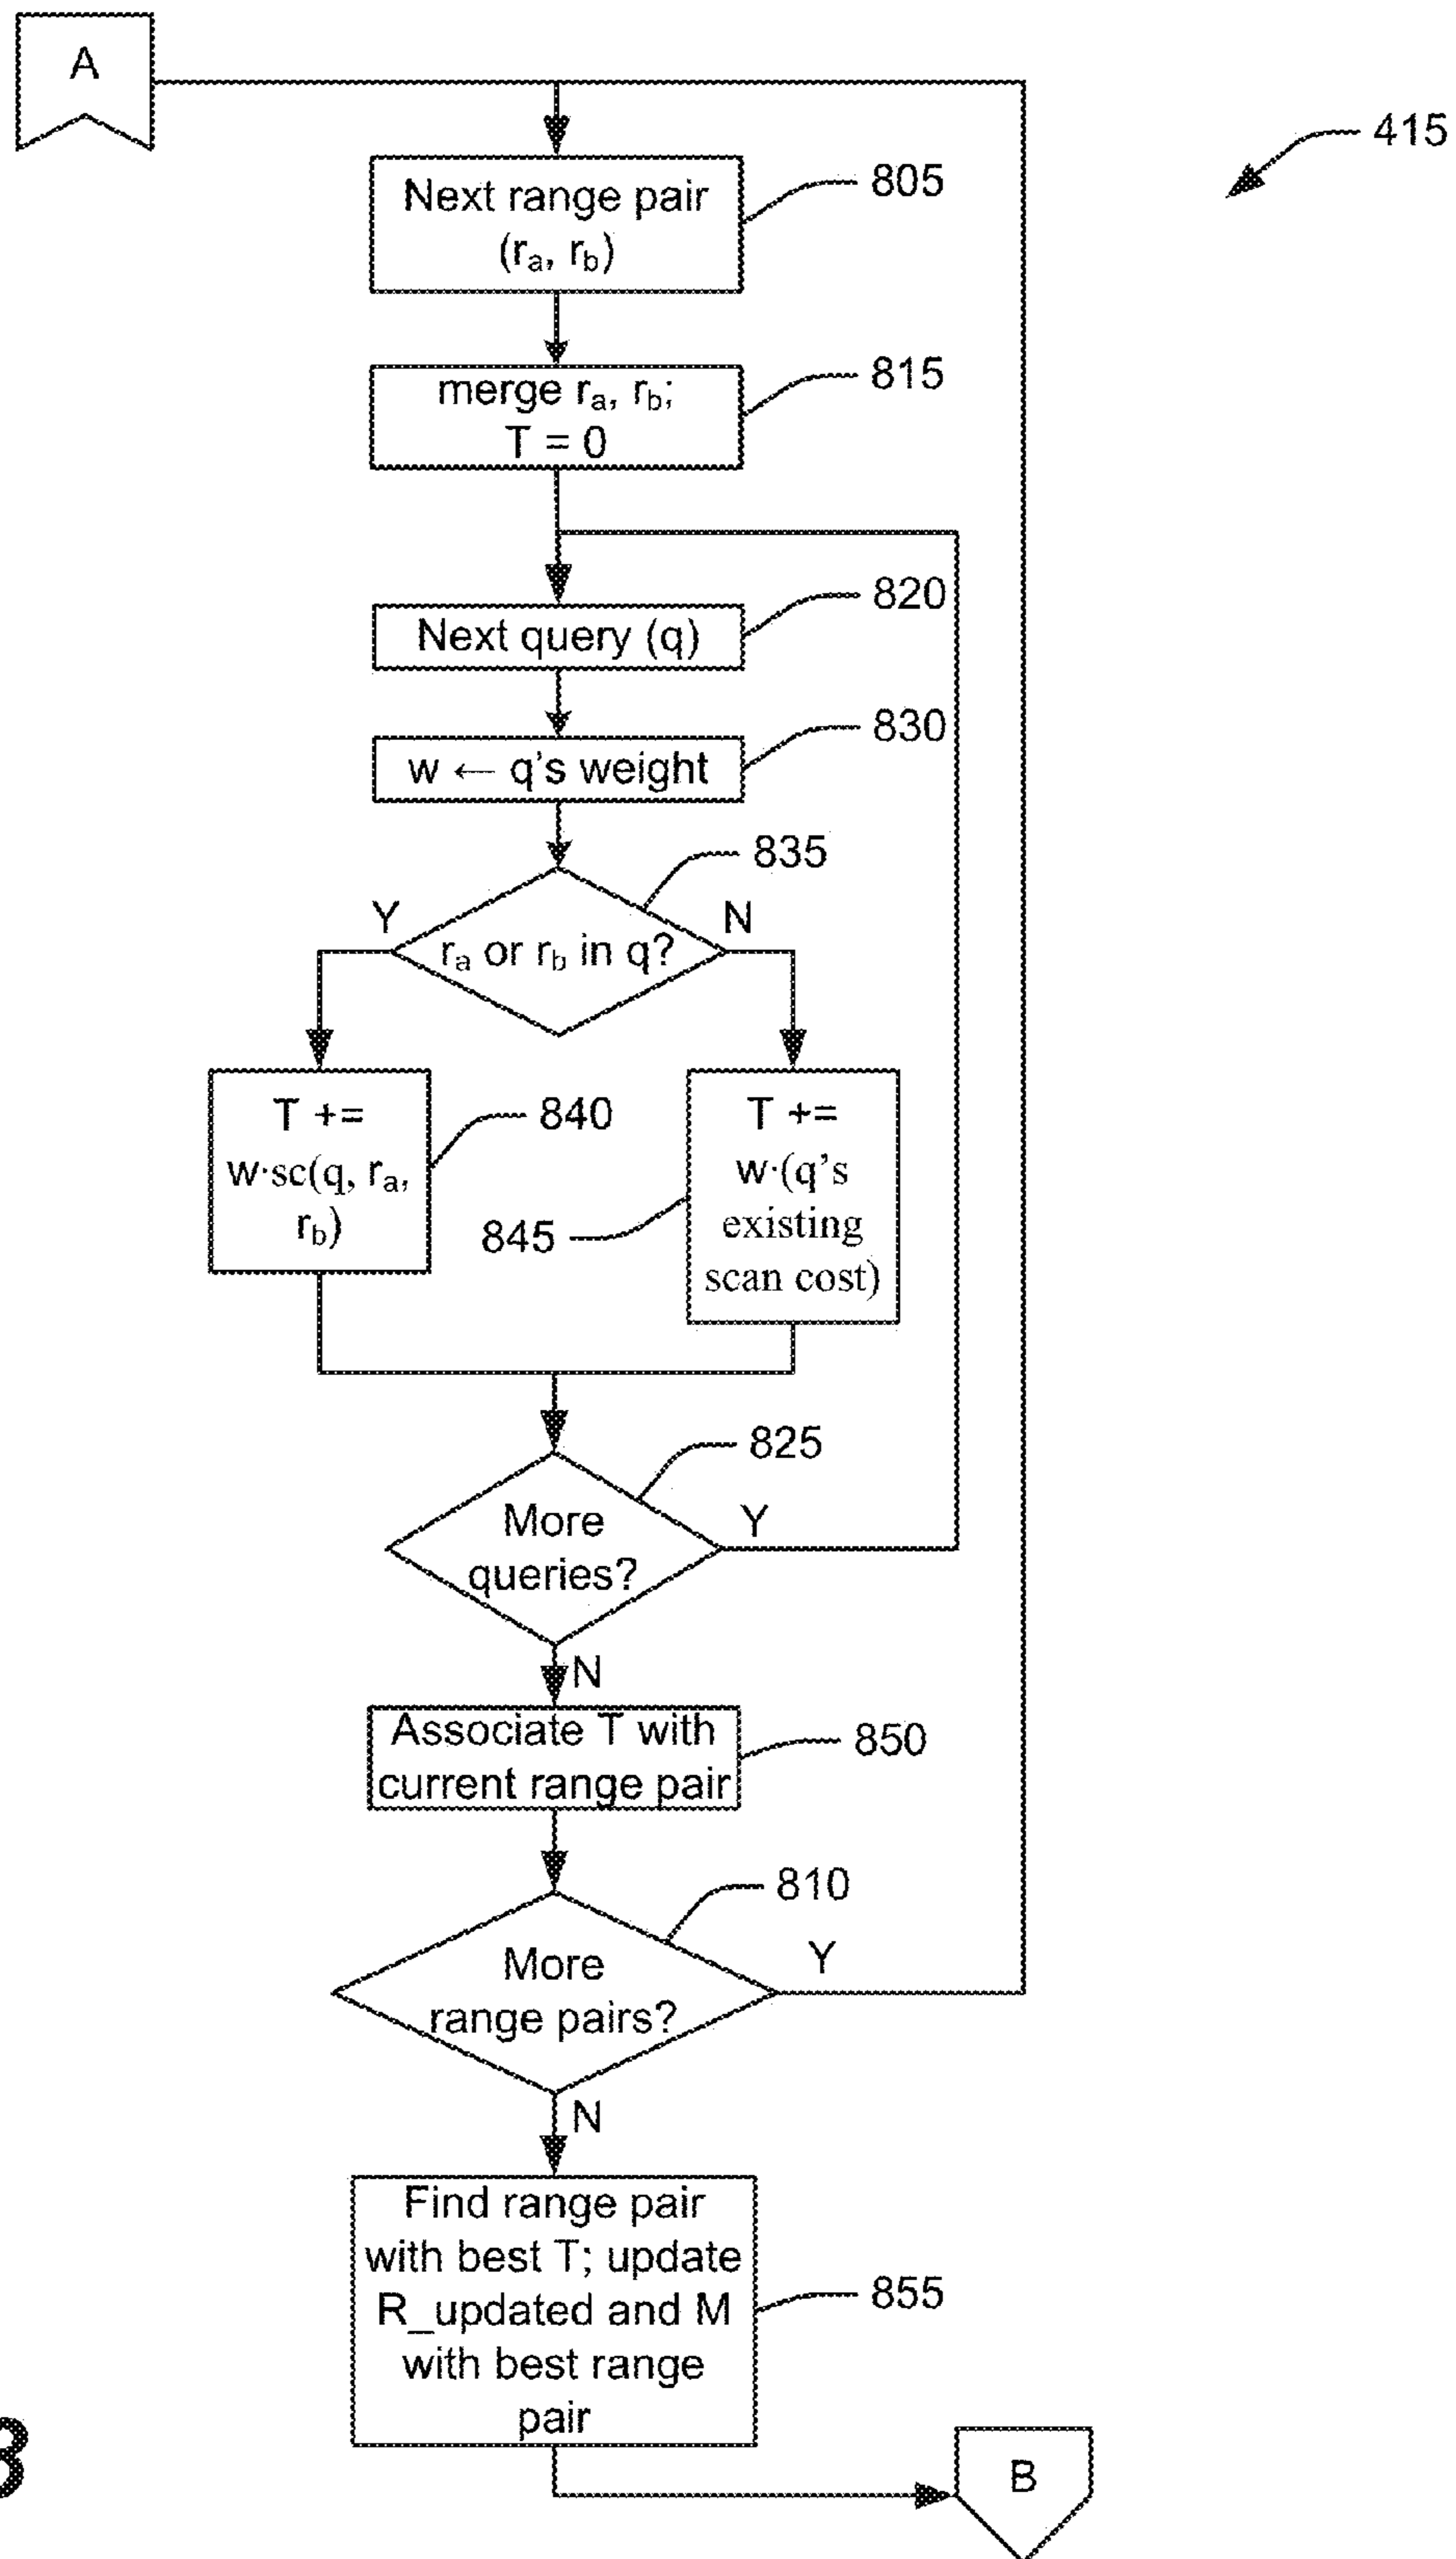 A
415
Next range pair
(ra, rb)
805
merge ra, rb;
T = 0
815
Next query (q)
820
w ← q's weight
830
835
Y
N
ra or rb in q?
T +=
w·sc(q, ra,
rb)
840
T +=
w·(q's
existing
scan cost)
845
825
More
queries?
Y
N
Associate T with
current range pair
850
810
More
range pairs?
Y
N
Find range pair
with best T; update
R_updated and M
with best range
pair
855
B